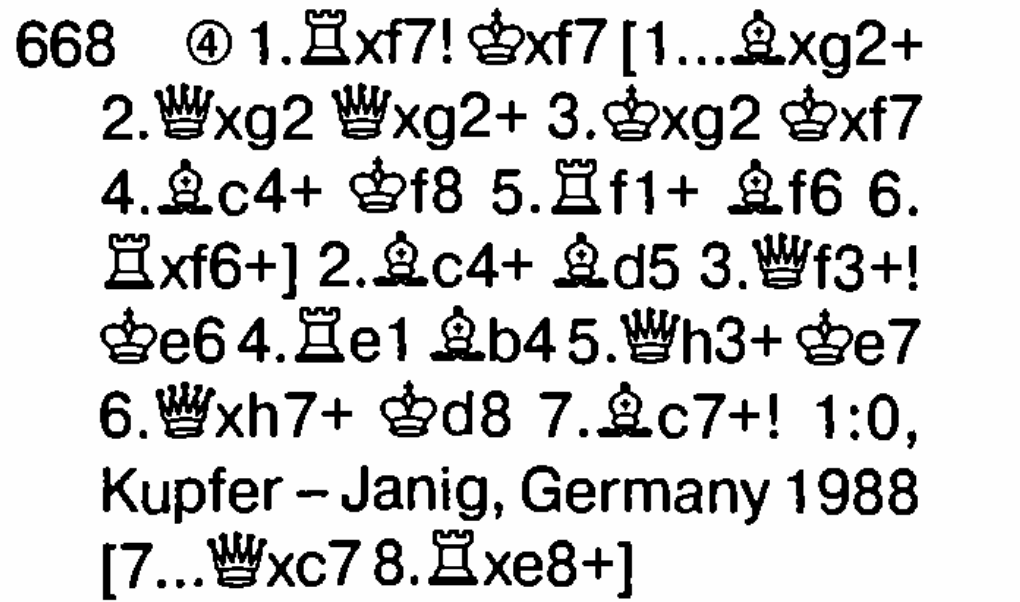 668 ④ 1.♖xf7! ♔xf7 [1...♗xg2+
2.♕xg2 ♕xg2+ 3.♔xg2 ♔xf7
4.♗c4+ ♔f8 5.♖f1+ ♗f6 6.
♖xf6+] 2.♗c4+ ♗d5 3.♕f3+!
♔e6 4.♖e1 ♗b4 5.♕h3+ ♔e7
6.♕xh7+ ♔d8 7.♗c7+! 1:0,
Kupfer – Janig, Germany 1988
[7...♕xc7 8.♖xe8+]